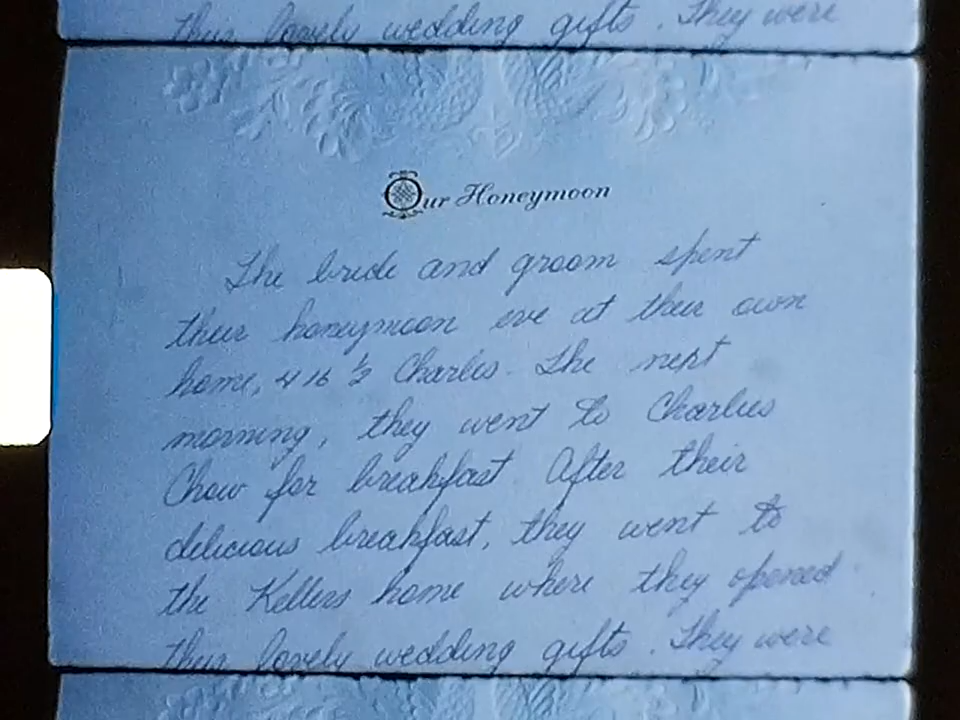 their lovely wedding gifts. They were
Our Honeymoon
The bride and groom spent
their honeymoon eve at their own
home, 416 ½ Charles. The next
morning, they went to Charlies
Chow for breakfast. After their
delicious breakfast, they went to
the Kellers home where they opened
their lovely wedding gifts. They were